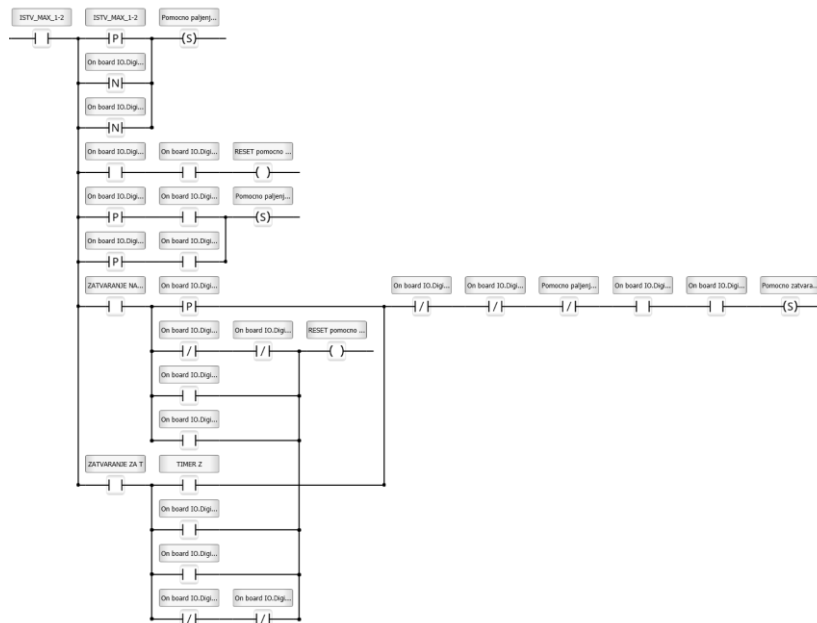 ISTV_MAX_1-2 ISTV_MAX_1-2 Pomocno paljenj...
P (S)
On board IO.Digi...
N
On board IO.Digi...
N
On board IO.Digi... On board IO.Digi... RESET pomocno ...
( )
On board IO.Digi... On board IO.Digi... Pomocno paljenj...
P (S)
On board IO.Digi... On board IO.Digi...
P
ZATVARANJE NA... On board IO.Digi... On board IO.Digi... On board IO.Digi... Pomocno paljenj... On board IO.Digi... On board IO.Digi... Pomocno zatvara...
P / / / (S)
On board IO.Digi... On board IO.Digi... RESET pomocno ...
/ / ( )
On board IO.Digi...
On board IO.Digi...
ZATVARANJE ZA T TIMER Z
On board IO.Digi...
On board IO.Digi...
On board IO.Digi... On board IO.Digi...
/ /